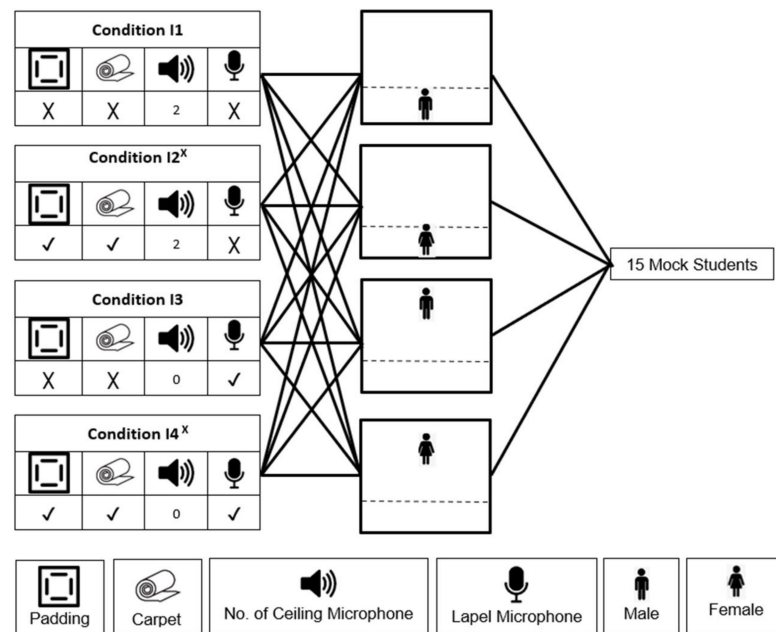 Condition I1
X X 2 X
Condition I2ˣ
✓ ✓ 2 X
15 Mock Students
Condition I3
X X 0 ✓
Condition I4ˣ
✓ ✓ 0 ✓
Padding Carpet No. of Ceiling Microphone Lapel Microphone Male Female